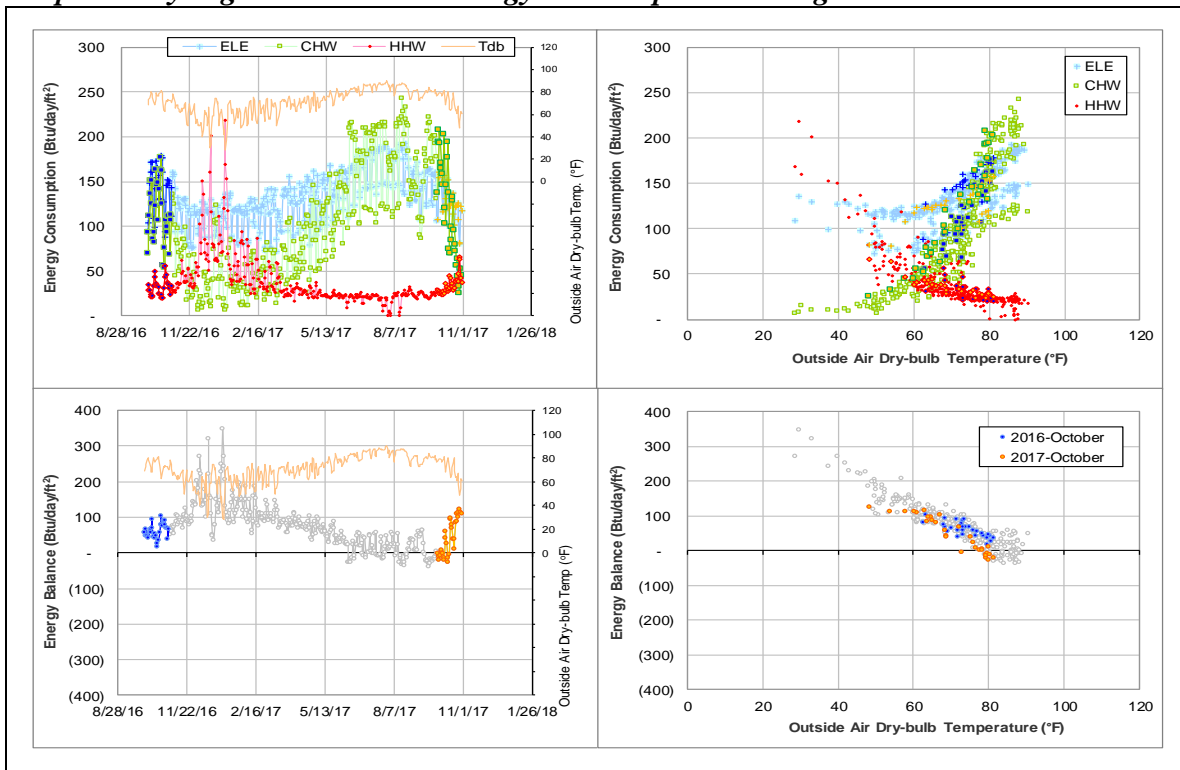 300
250
200
150
100
50
-
Energy Consumption (Btu/day/ft²)
ELE CHW HHW Tdb
120
100
80
60
40
20
0
Outside Air Dry-bulb Temp. (°F)
8/28/16 11/22/16 2/16/17 5/13/17 8/7/17 11/1/17 1/26/18
300
250
200
150
100
50
-
Energy Consumption (Btu/day/ft²)
ELE
CHW
HHW
0 20 40 60 80 100 120
Outside Air Dry-bulb Temperature (°F)
400
300
200
100
-
(100)
(200)
(300)
(400)
Energy Balance (Btu/day/ft²)
120
100
80
60
40
20
0
Outside Air Dry-bulb Temp (°F)
8/28/16 11/22/16 2/16/17 5/13/17 8/7/17 11/1/17 1/26/18
400
300
200
100
-
(100)
(200)
(300)
(400)
Energy Balance (Btu/day/ft²)
2016-October
2017-October
0 20 40 60 80 100 120
Outside Air Dry-bulb Temperature (°F)